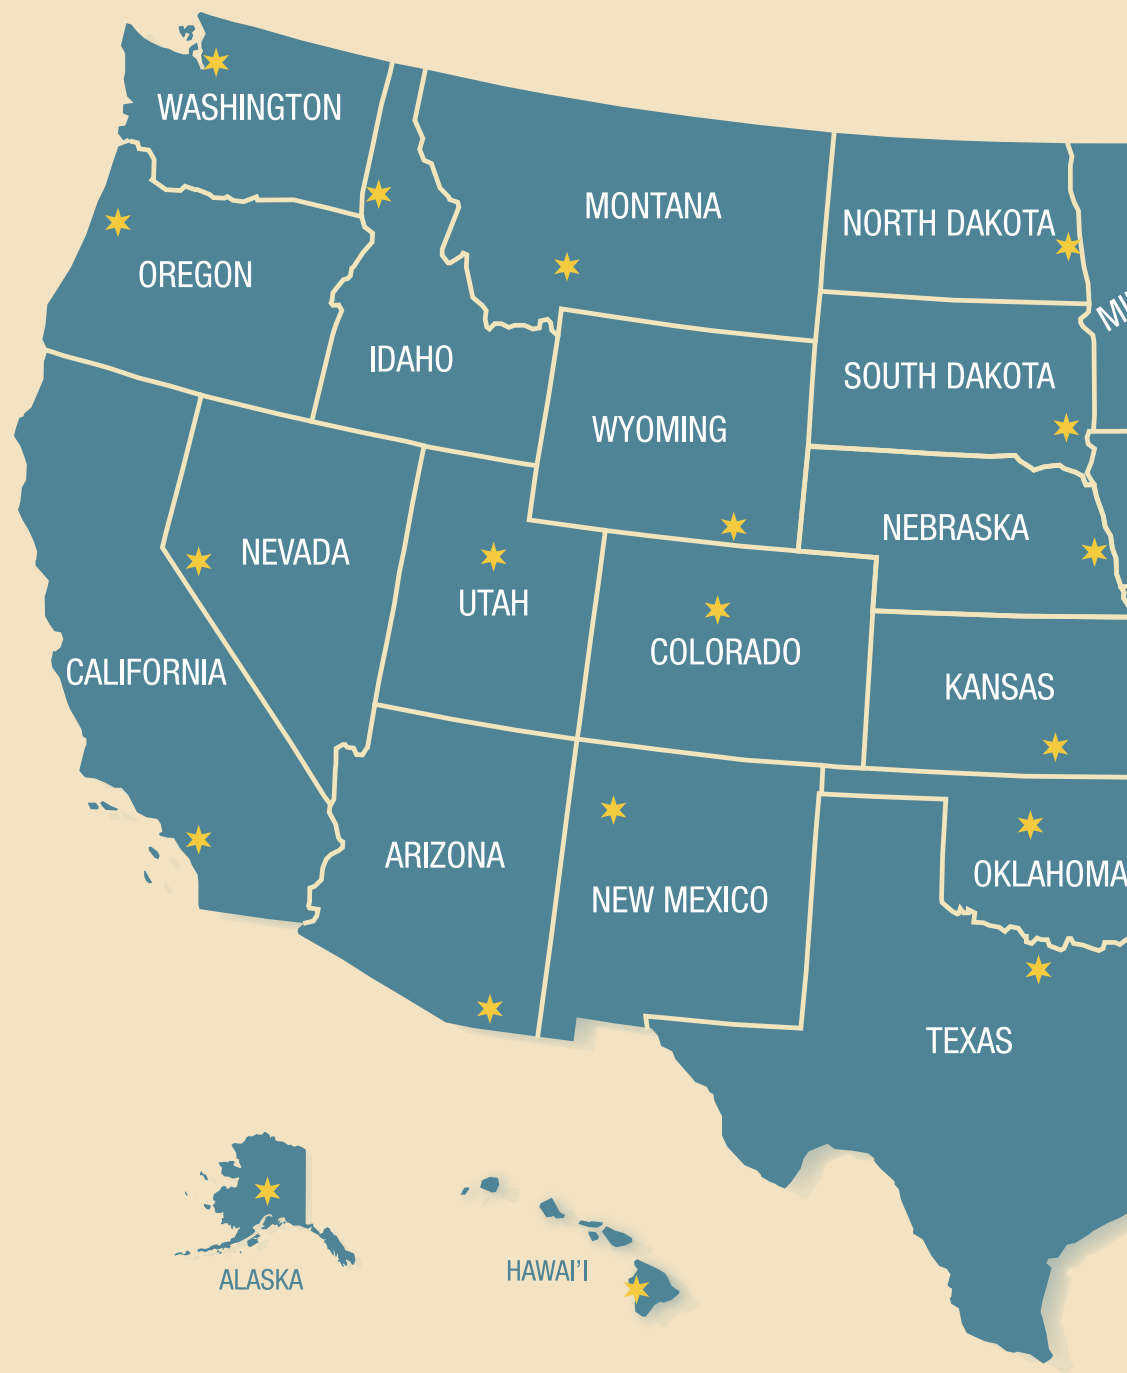 WASHINGTON
MONTANA
NORTH DAKOTA
OREGON
IDAHO
SOUTH DAKOTA
WYOMING
NEBRASKA
NEVADA
UTAH
COLORADO
CALIFORNIA
KANSAS
ARIZONA
NEW MEXICO
OKLAHOMA
TEXAS
HAWAI'I
ALASKA